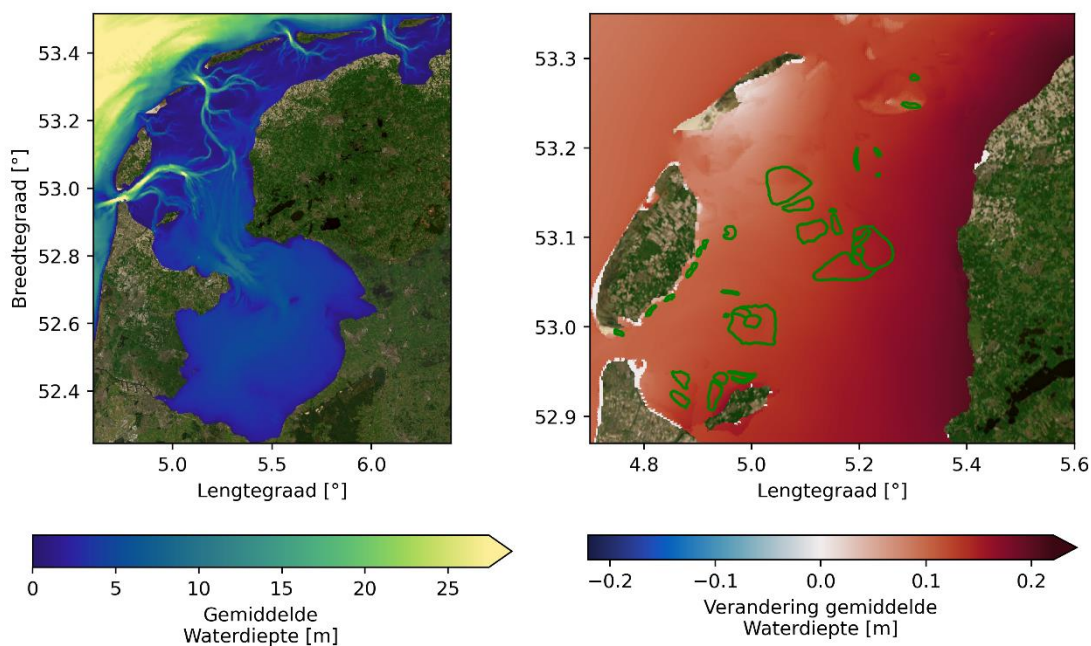 53.4
53.2
53.0
52.8
52.6
52.4
Breedtegraad [°]
5.0 5.5 6.0
Lengtegraad [°]
53.3
53.2
53.1
53.0
52.9
4.8 5.0 5.2 5.4 5.6
Lengtegraad [°]
0 5 10 15 20 25
Gemiddelde
Waterdiepte [m]
−0.2 −0.1 0.0 0.1 0.2
Verandering gemiddelde
Waterdiepte [m]